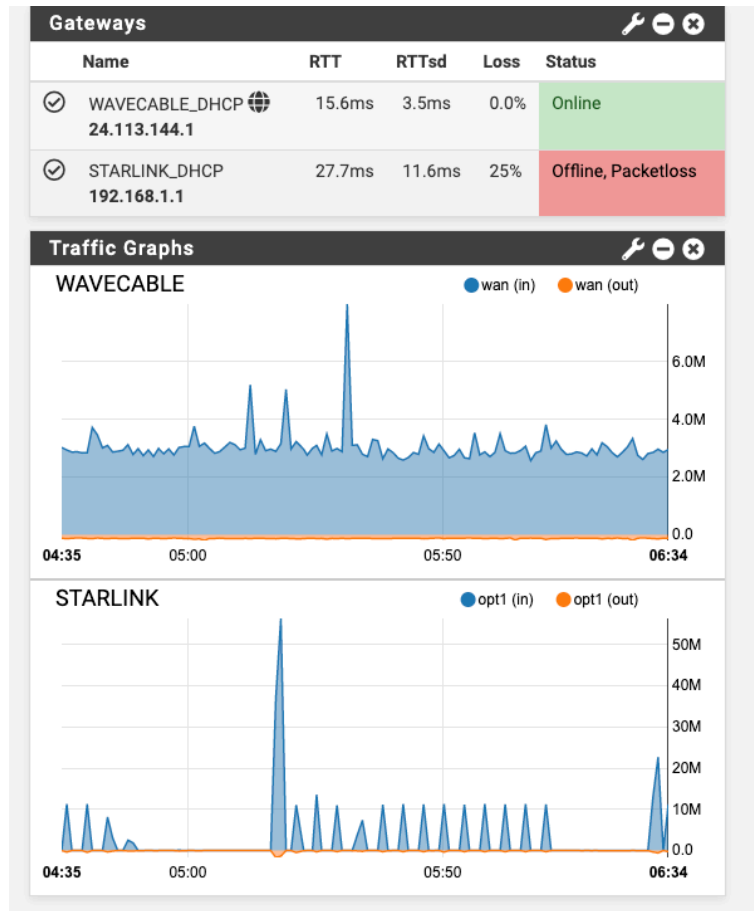 Gateways
Name RTT RTTsd Loss Status
WAVECABLE_DHCP 15.6ms 3.5ms 0.0% Online
24.113.144.1
STARLINK_DHCP 27.7ms 11.6ms 25% Offline, Packetloss
192.168.1.1
Traffic Graphs
WAVECABLE wan (in) wan (out)
6.0M
4.0M
2.0M
0.0
04:35 05:00 05:50 06:34
STARLINK opt1 (in) opt1 (out)
50M
40M
30M
20M
10M
0.0
04:35 05:00 05:50 06:34